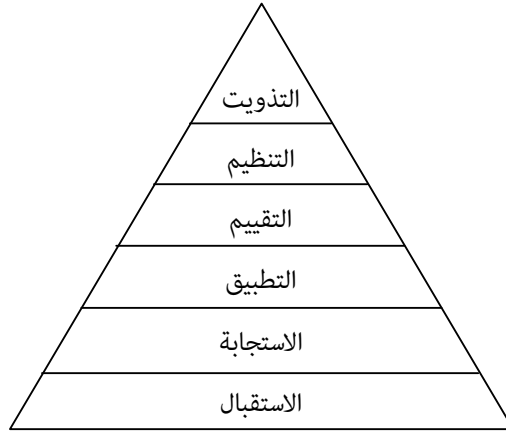 التذويت
التنظيم
التقييم
التطبيق
الاستجابة
الاستقبال